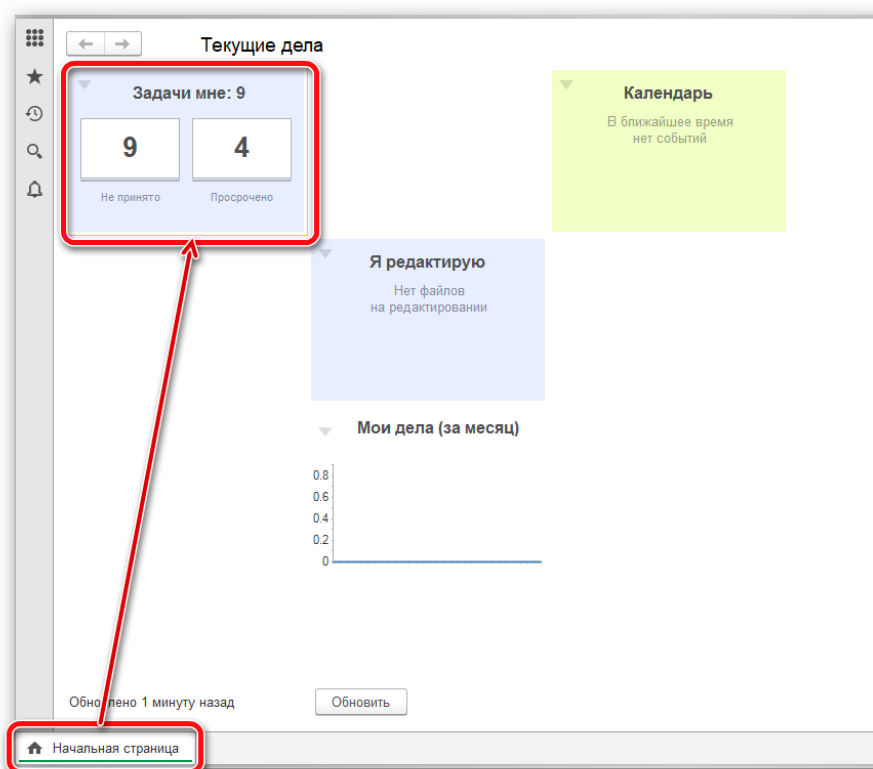 Текущие дела
Задачи мне: 9
9
4
Не принято
Просрочено
Календарь
В ближайшее время
нет событий
Я редактирую
Нет файлов
на редактировании
Мои дела (за месяц)
0.8
0.6
0.4
0.2
0
Обновлено 1 минуту назад
Обновить
Начальная страница